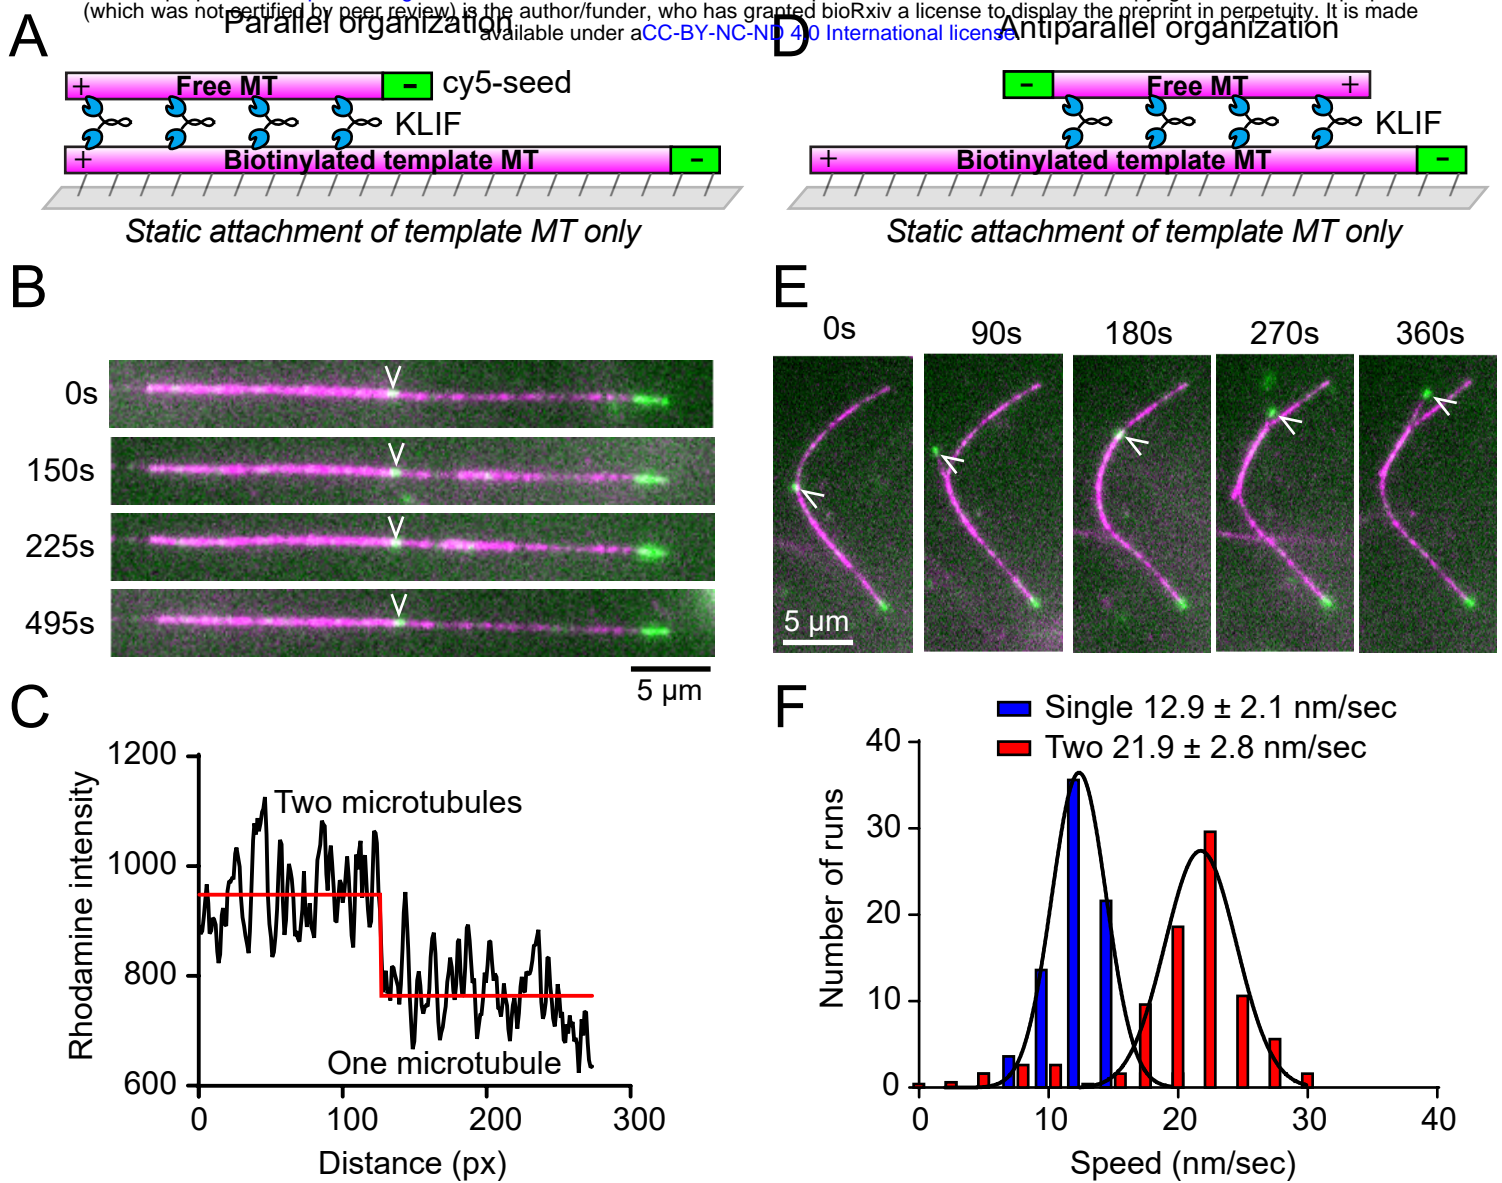 (which was not certified by peer review) is the author/funder, who has granted bioRxiv a license to display the preprint in perpetuity. It is made
available under aCC-BY-NC-ND 4.0 International license
A
Parallel organization
+ Free MT -
cy5-seed
KLIF
+ Biotinylated template MT -
Static attachment of template MT only
D
Antiparallel organization
- Free MT +
KLIF
+ Biotinylated template MT -
Static attachment of template MT only
B
0s
150s
225s
495s
5 µm
E
0s 90s 180s 270s 360s
5 µm
C
Rhodamine intensity
1200
1000
800
600
Two microtubules
One microtubule
0 100 200 300
Distance (px)
F
Single 12.9 ± 2.1 nm/sec
Two 21.9 ± 2.8 nm/sec
Number of runs
40
30
20
10
0
0 10 20 30 40
Speed (nm/sec)